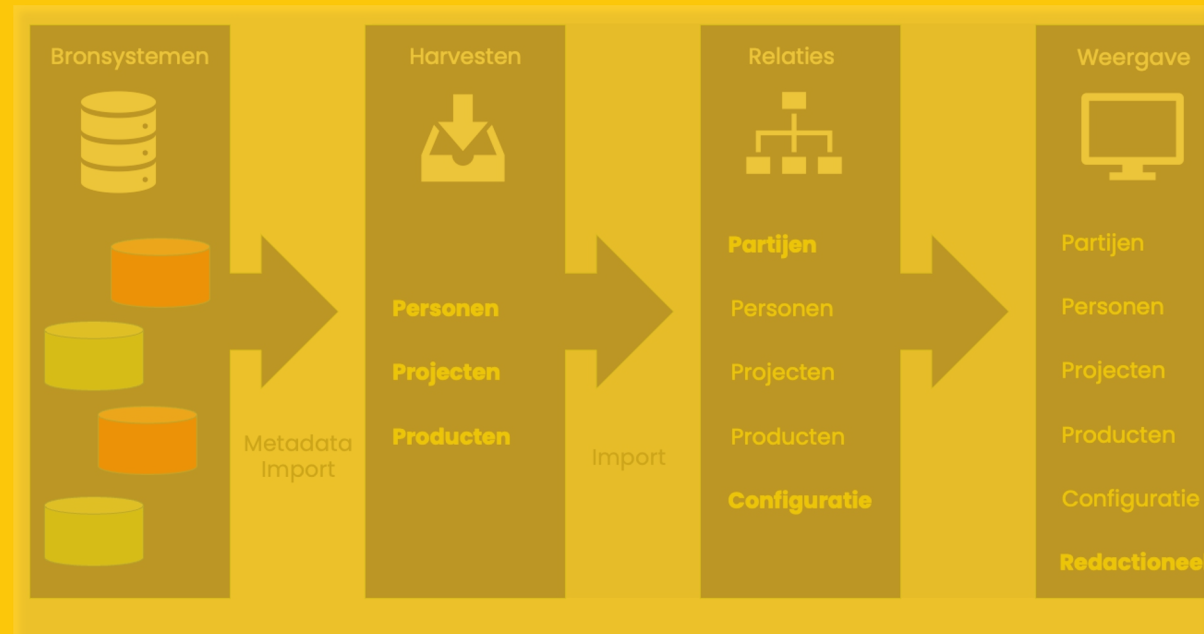 Bronsystemen
Harvesten
Relaties
Weergave
Metadata
Import
Personen
Projecten
Producten
Import
Partijen
Personen
Projecten
Producten
Configuratie
Partijen
Personen
Projecten
Producten
Configuratie
Redactionee